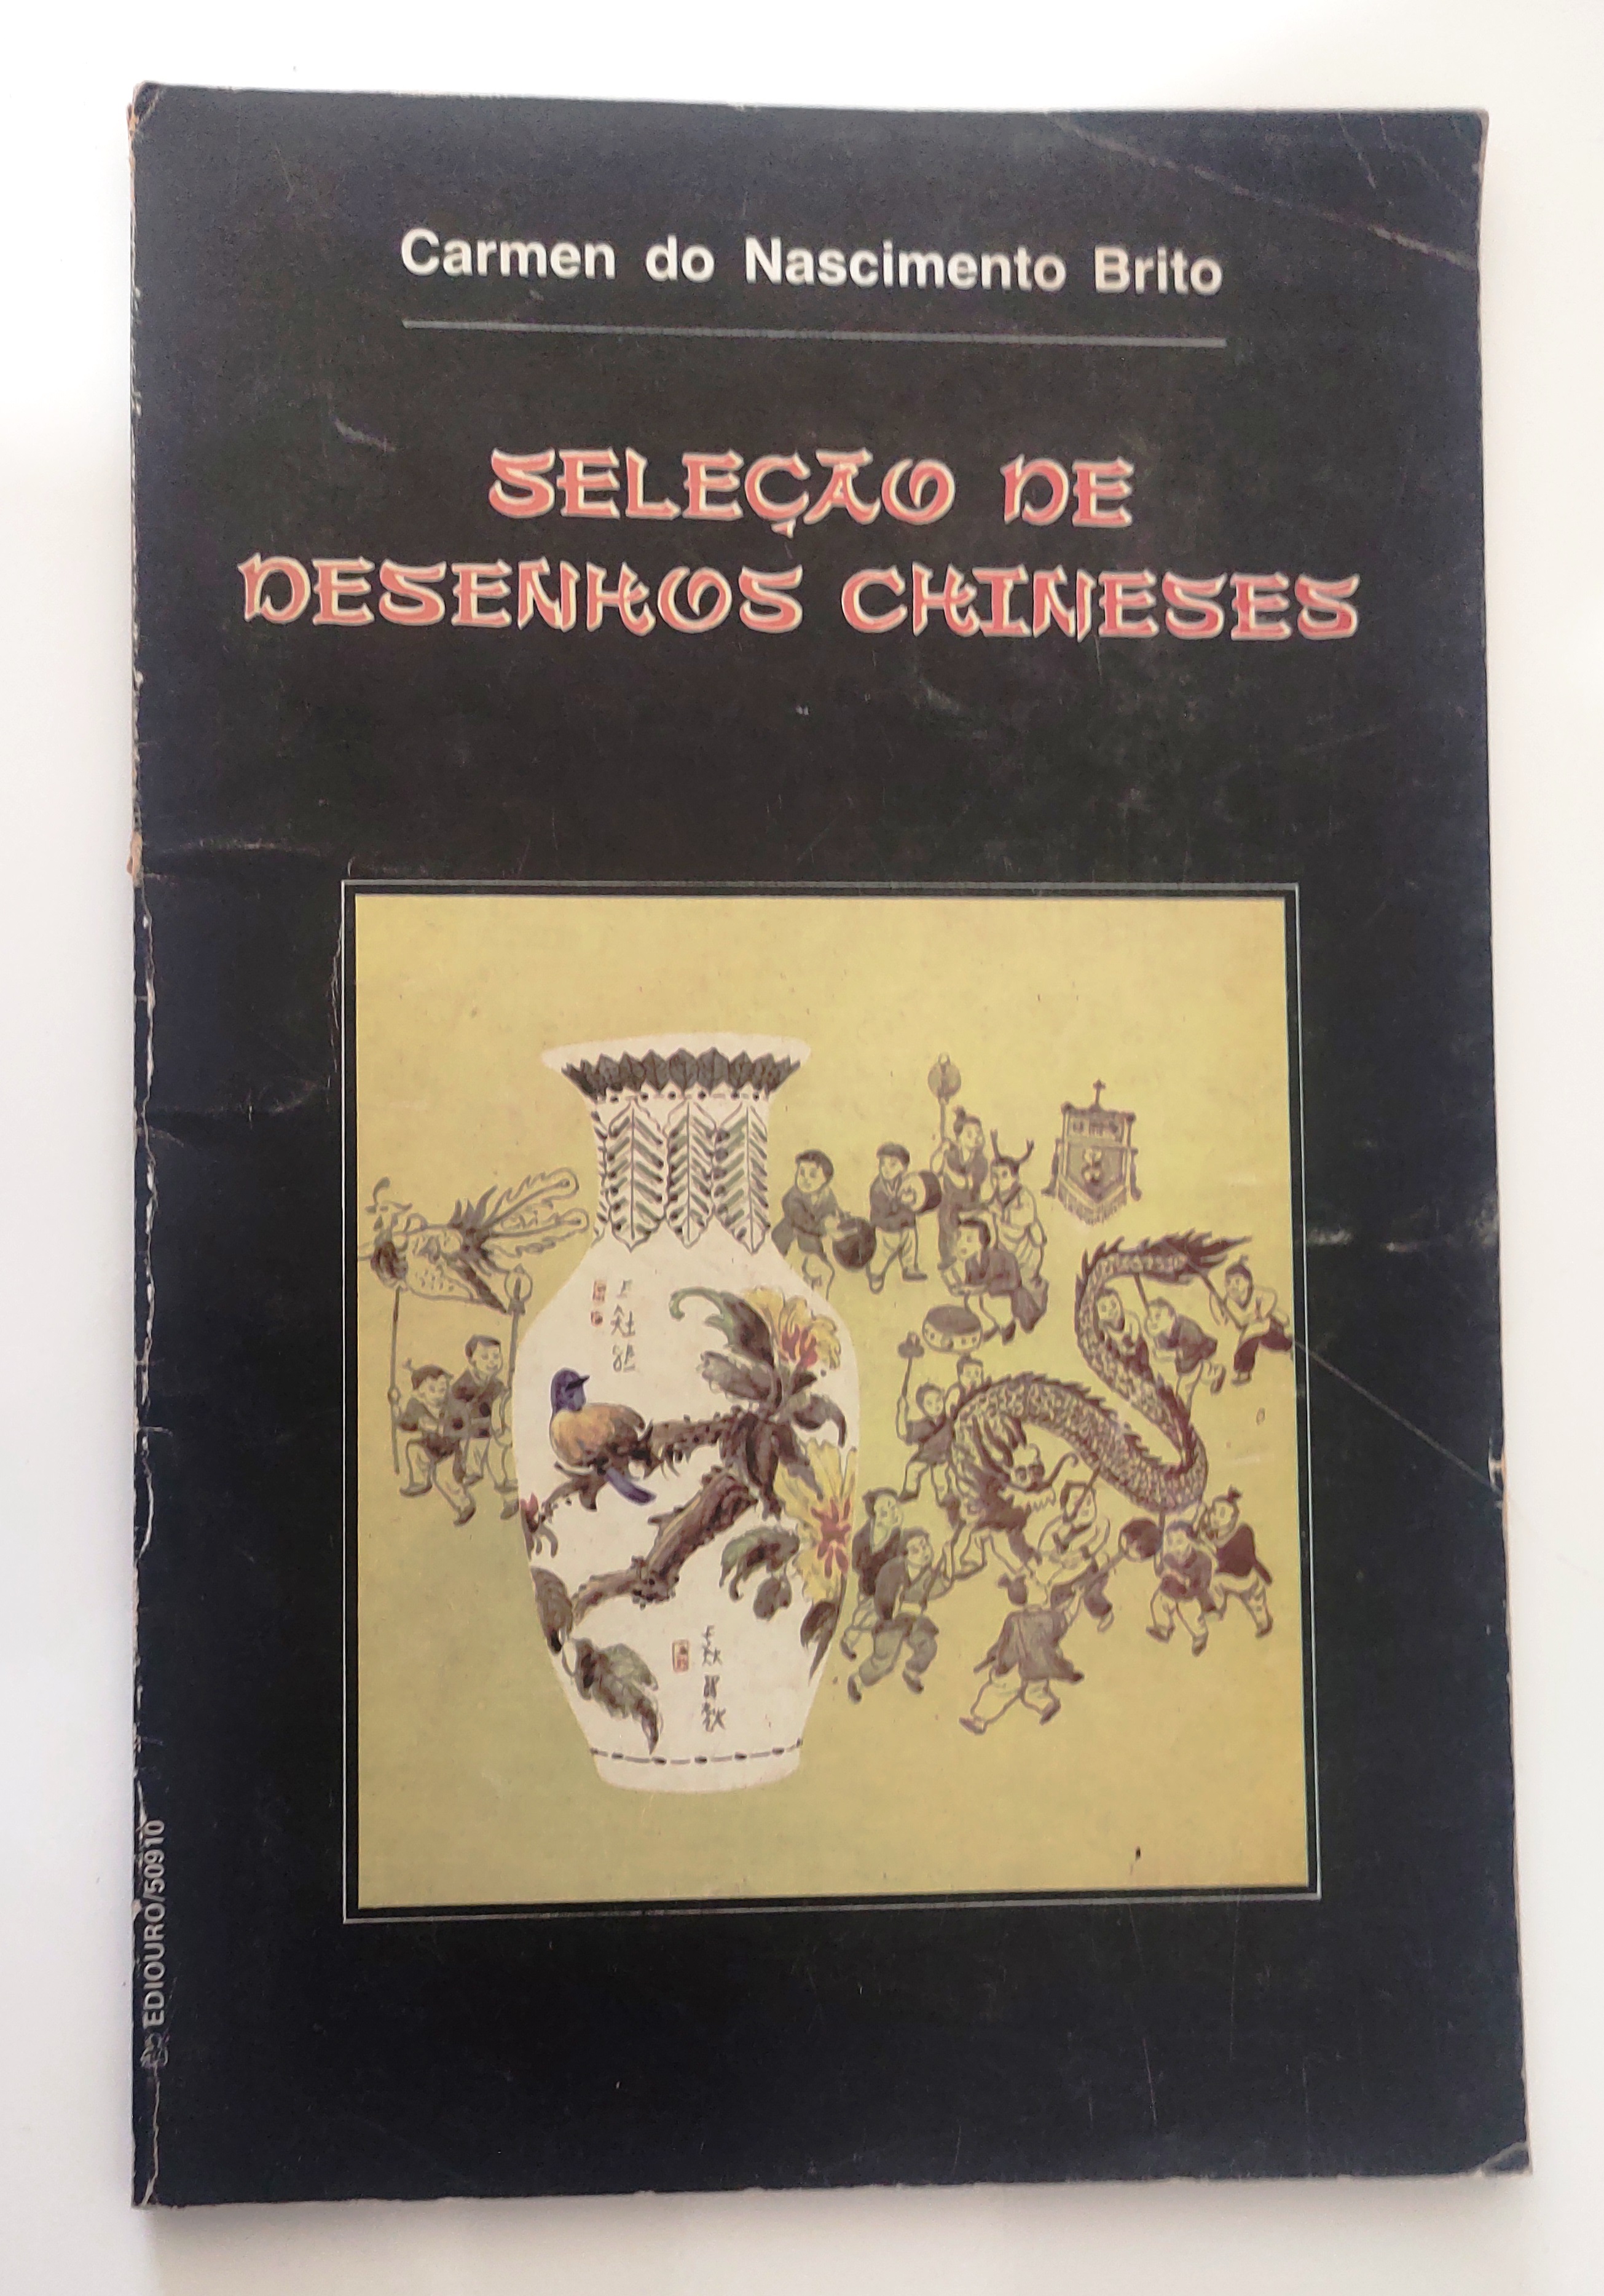 Carmen do Nascimento Brito
SELEÇÃO DE
DESENHOS CHINESES
EDIOURO/50910